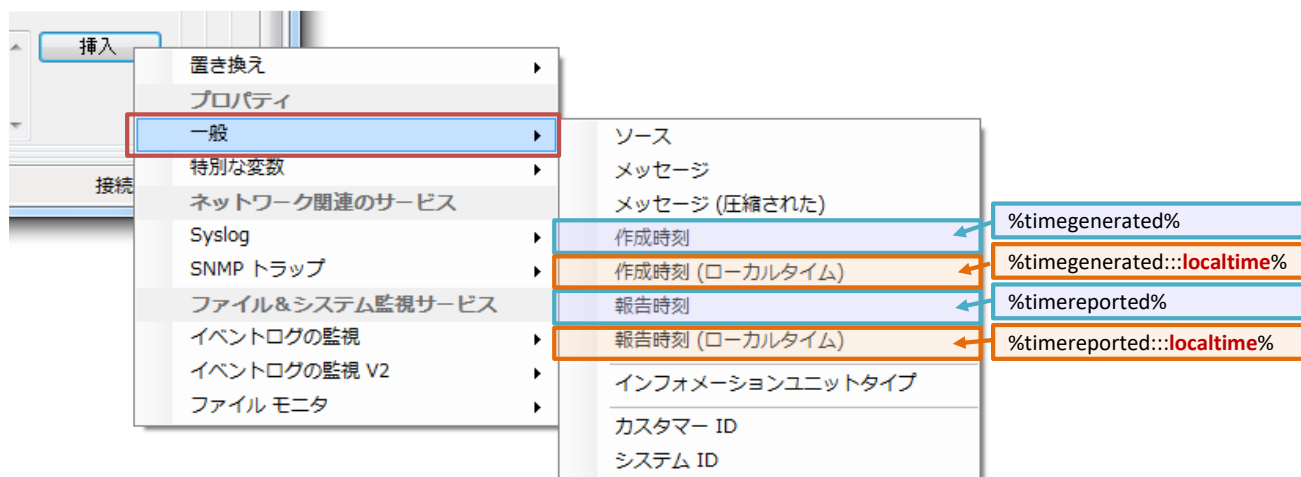 挿入
接続
置き換え
プロパティ
一般
特別な変数
ネットワーク関連のサービス
Syslog
SNMP トラップ
ファイル＆システム監視サービス
イベントログの監視
イベントログの監視 V2
ファイル モニタ
ソース
メッセージ
メッセージ (圧縮された)
作成時刻
作成時刻 (ローカルタイム)
報告時刻
報告時刻 (ローカルタイム)
インフォメーションユニットタイプ
カスタマー ID
システム ID
%timegenerated%
%timegenerated:::localtime%
%timereported%
%timereported:::localtime%